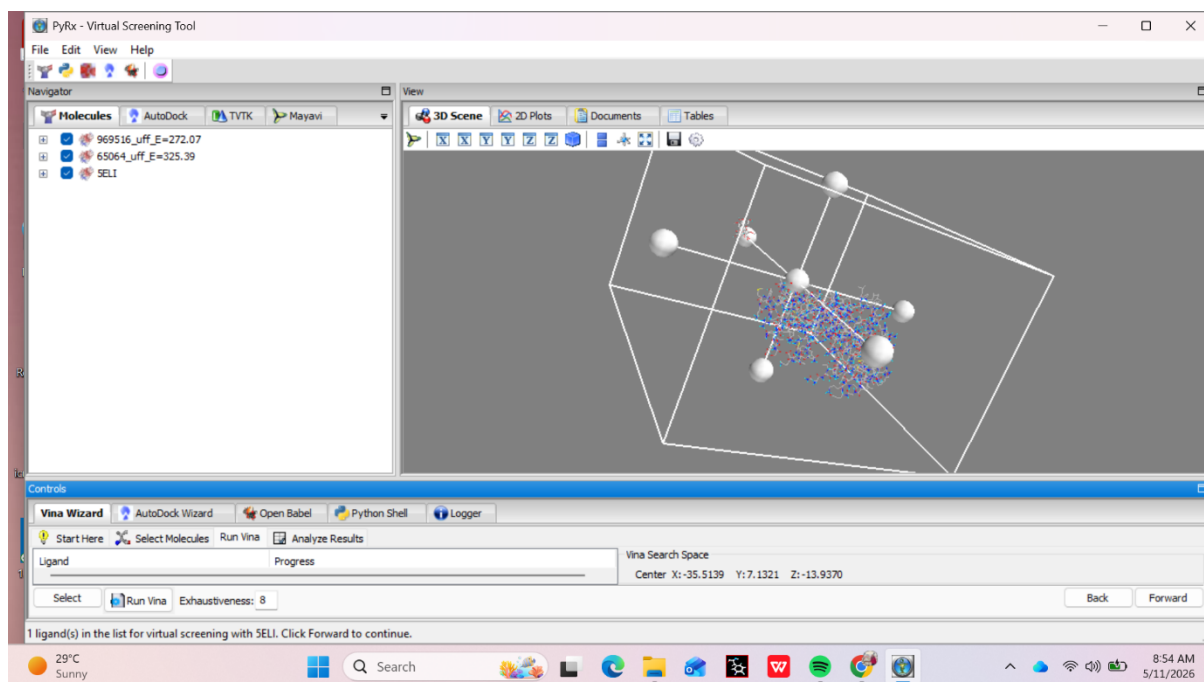 PyRx - Virtual Screening Tool
File Edit View Help
Navigator
View
Molecules AutoDock TVTK Mayavi
3D Scene 2D Plots Documents Tables
X X Y Y Z Z
969516_uff_E=272.07
65064_uff_E=325.39
5ELI
Controls
Vina Wizard AutoDock Wizard Open Babel Python Shell Logger
Start Here Select Molecules Run Vina Analyze Results
Ligand Progress
Vina Search Space
Center X:-35.5139 Y:7.1321 Z:-13.9370
Select Run Vina Exhaustiveness: 8 Back Forward
1 ligand(s) in the list for virtual screening with 5ELI. Click Forward to continue.
29°C
Sunny
Search
8:54 AM
5/11/2026